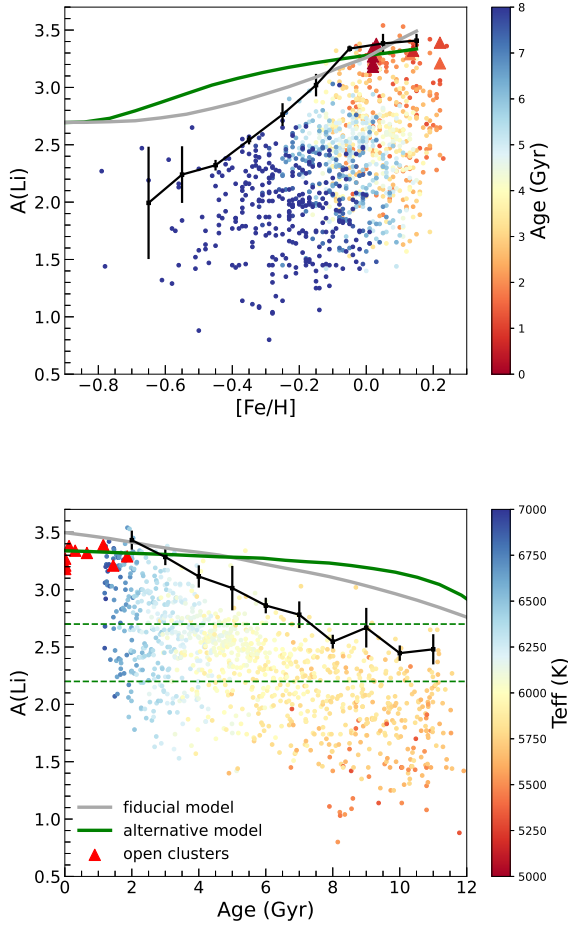 3.5
3.0
2.5
2.0
1.5
1.0
0.5
A(Li)
−0.8 −0.6 −0.4 −0.2 0.0 0.2
[Fe/H]
8
7
6
5
4
3
2
1
0
Age (Gyr)
3.5
3.0
2.5
2.0
1.5
1.0
0.5
A(Li)
fiducial model
alternative model
open clusters
0 2 4 6 8 10 12
Age (Gyr)
7000
6750
6500
6250
6000
5750
5500
5250
5000
Teff (K)